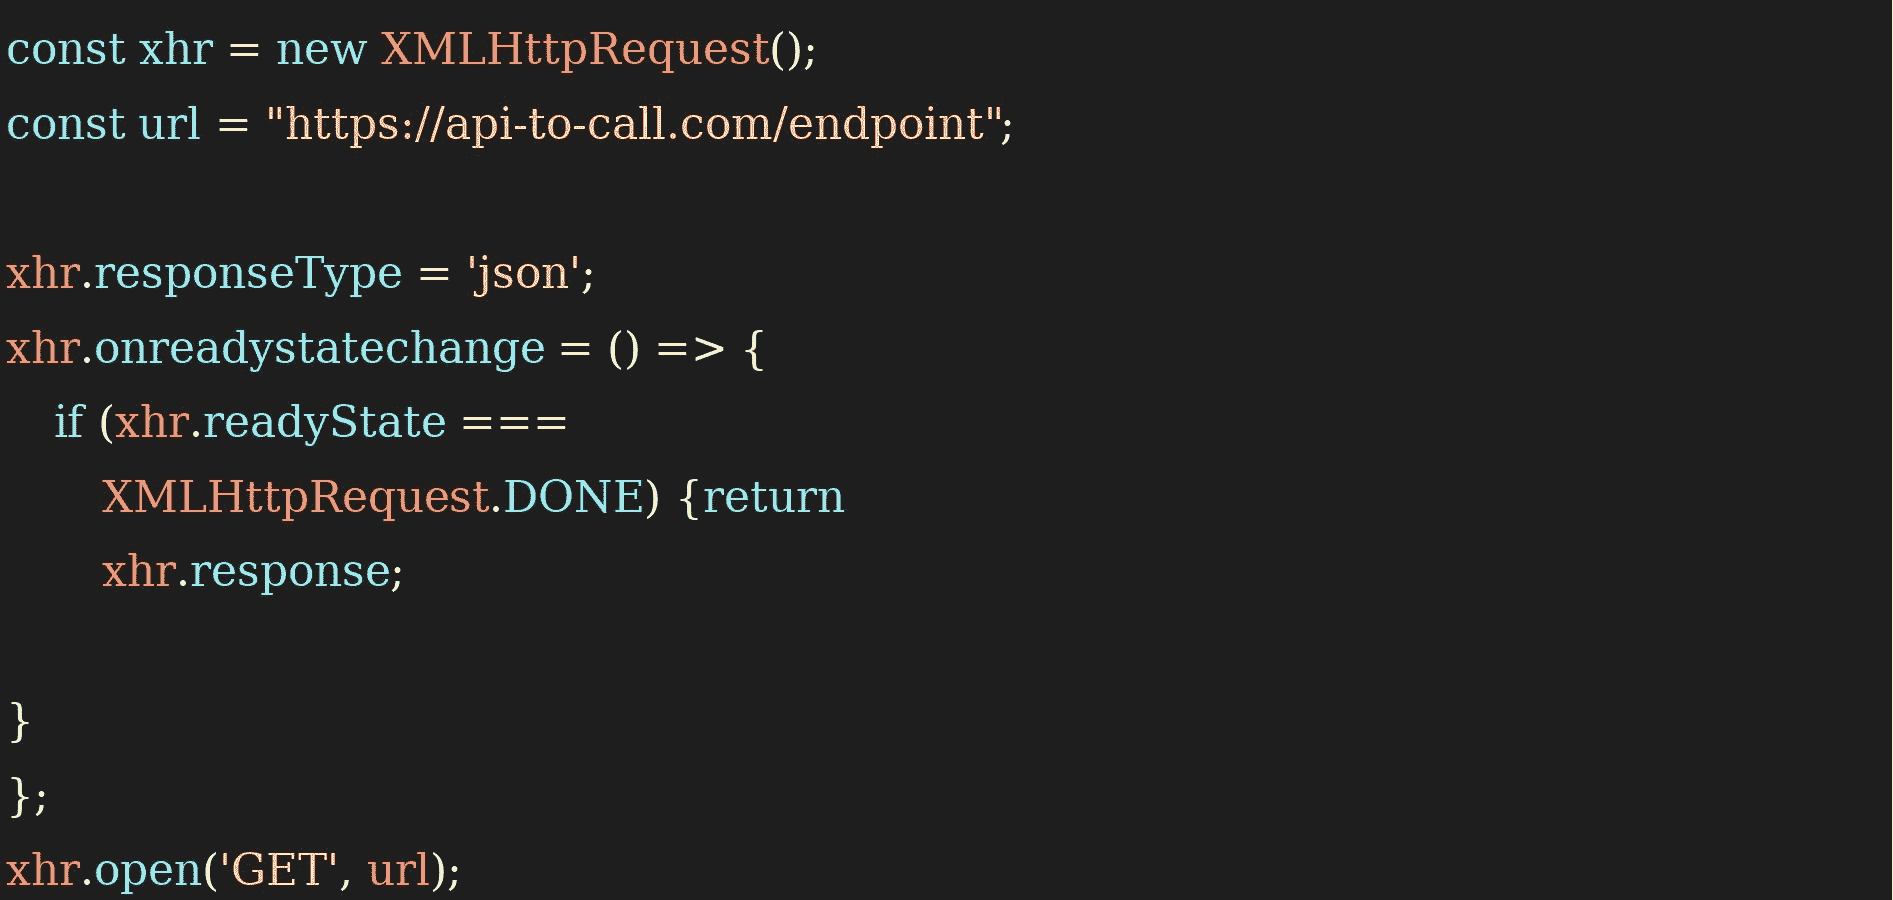 const xhr = new XMLHttpRequest();
const url = "https://api-to-call.com/endpoint";
xhr.responseType = 'json';
xhr.onreadystatechange = () => {
if (xhr.readyState ===
XMLHttpRequest.DONE) {return
xhr.response;
}
};
xhr.open('GET', url);